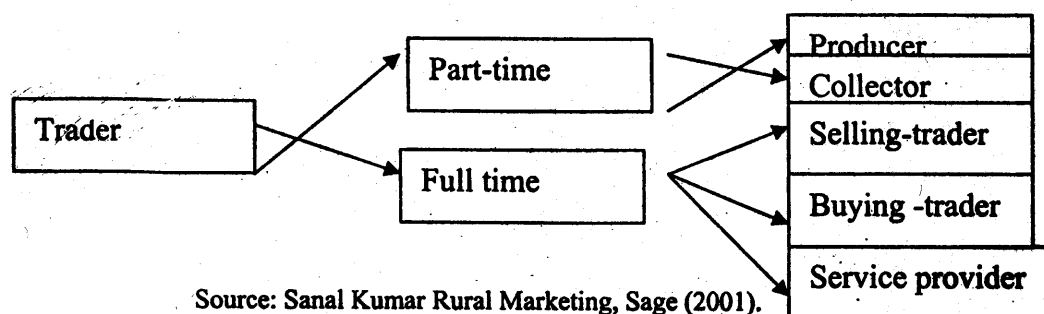 Trader
Part-time
Full time
Producer
Collector
Selling-trader
Buying -trader
Service provider
Source: Sanal Kumar Rural Marketing, Sage (2001).